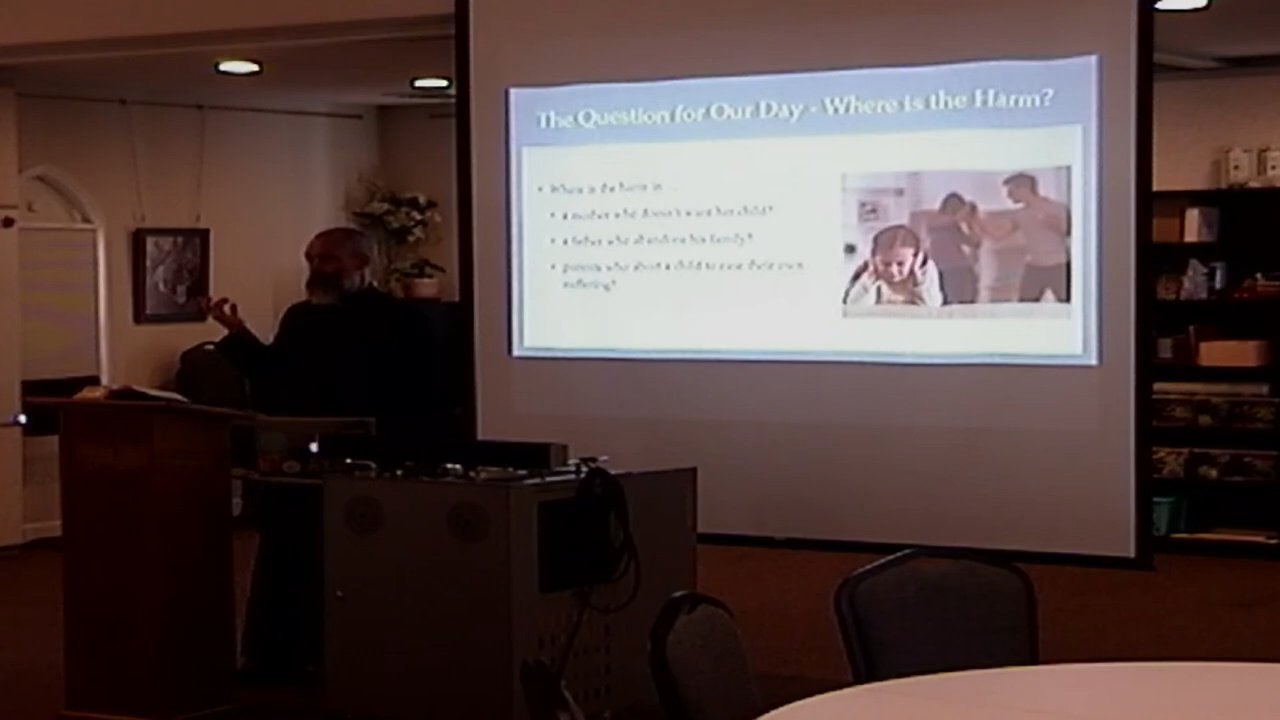 The Question for Our Day - Where is the Harm?
• Where is the harm in ...
• a mother who doesn't want her child?
• a father who abandons his family?
• parents who abort a child to ease their own
suffering?